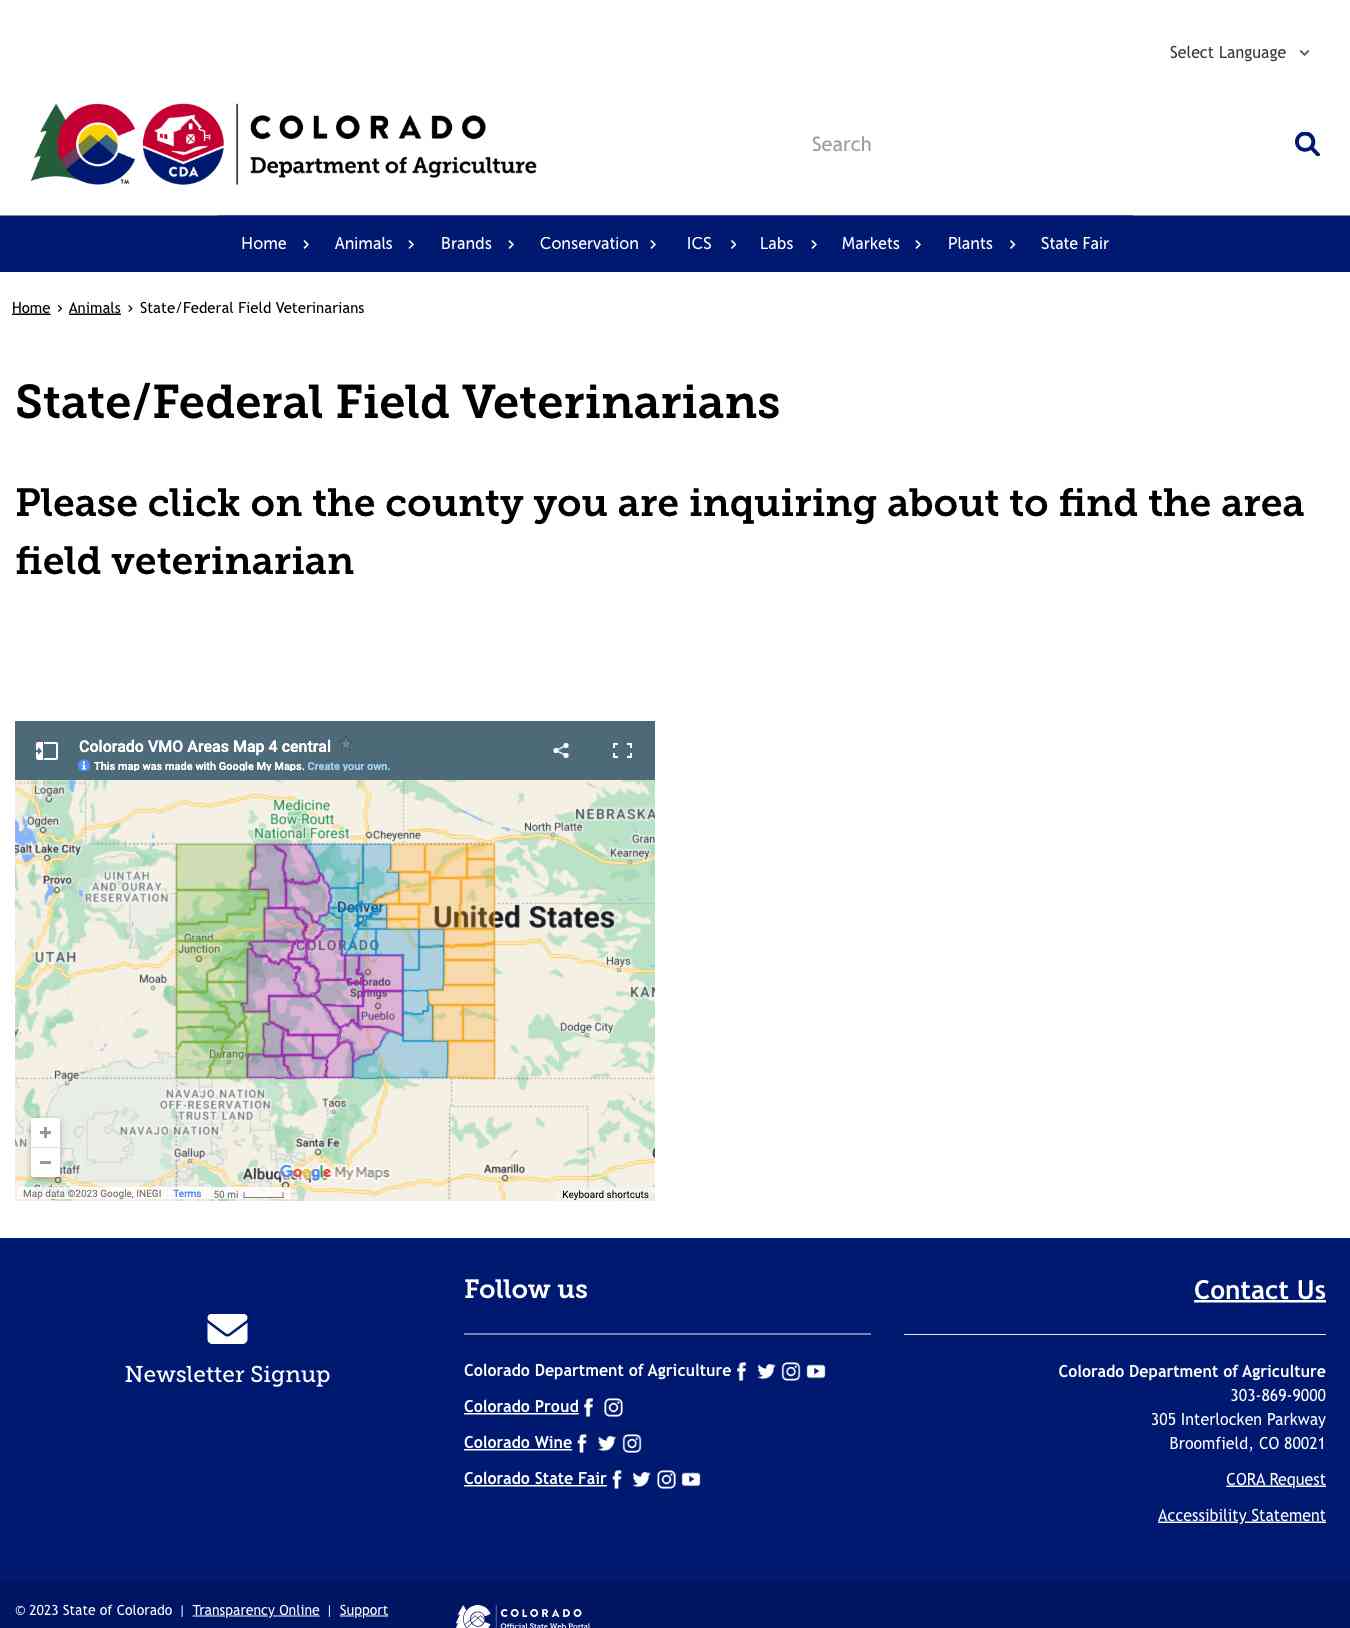 Select Language
COLORADO
Department of Agriculture
CDA
TM
Search
Home
Animals
Brands
Conservation
ICS
Labs
Markets
Plants
State Fair
Home › Animals › State/Federal Field Veterinarians
State/Federal Field Veterinarians
Please click on the county you are inquiring about to find the area
field veterinarian
Colorado VMO Areas Map 4 central
This map was made with Google My Maps. Create your own.
Logan
Ogden
Salt Lake City
Provo
UINTAH
AND OURAY
RESERVATION
Medicine
Bow Routt
National Forest
Cheyenne
NEBRASKA
North Platte
Gran
Kearney
Denver
United States
Grand
Junction
COLORADO
UTAH
Moab
Colorado
Springs
Pueblo
Hays
KAN
Dodge City
Durang
Page
NAVAJO NATION
OFF-RESERVATION
TRUST LAND
NAVAJO NATION
Taos
Gallup
Santa Fe
Amarillo
AN
staff
Albuq
Google My Maps
Map data ©2023 Google, INEGI
Terms
50 mi
Keyboard shortcuts
Newsletter Signup
Follow us
Colorado Department of Agriculture
Colorado Proud
Colorado Wine
Colorado State Fair
Contact Us
Colorado Department of Agriculture
303-869-9000
305 Interlocken Parkway
Broomfield, CO 80021
CORA Request
Accessibility Statement
© 2023 State of Colorado | Transparency Online | Support
COLORADO
Official State Web Portal